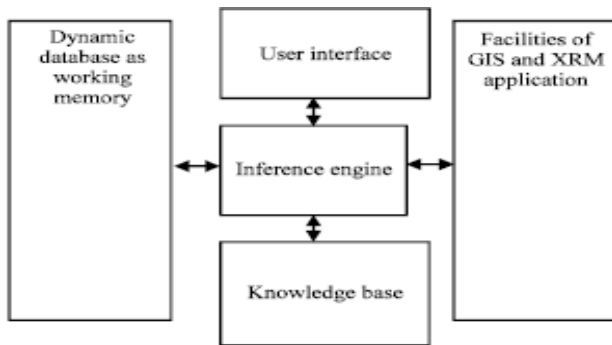 Dynamic
database as
working
memory
User interface
Facilities of
GIS and XRM
application
Inference engine
Knowledge base